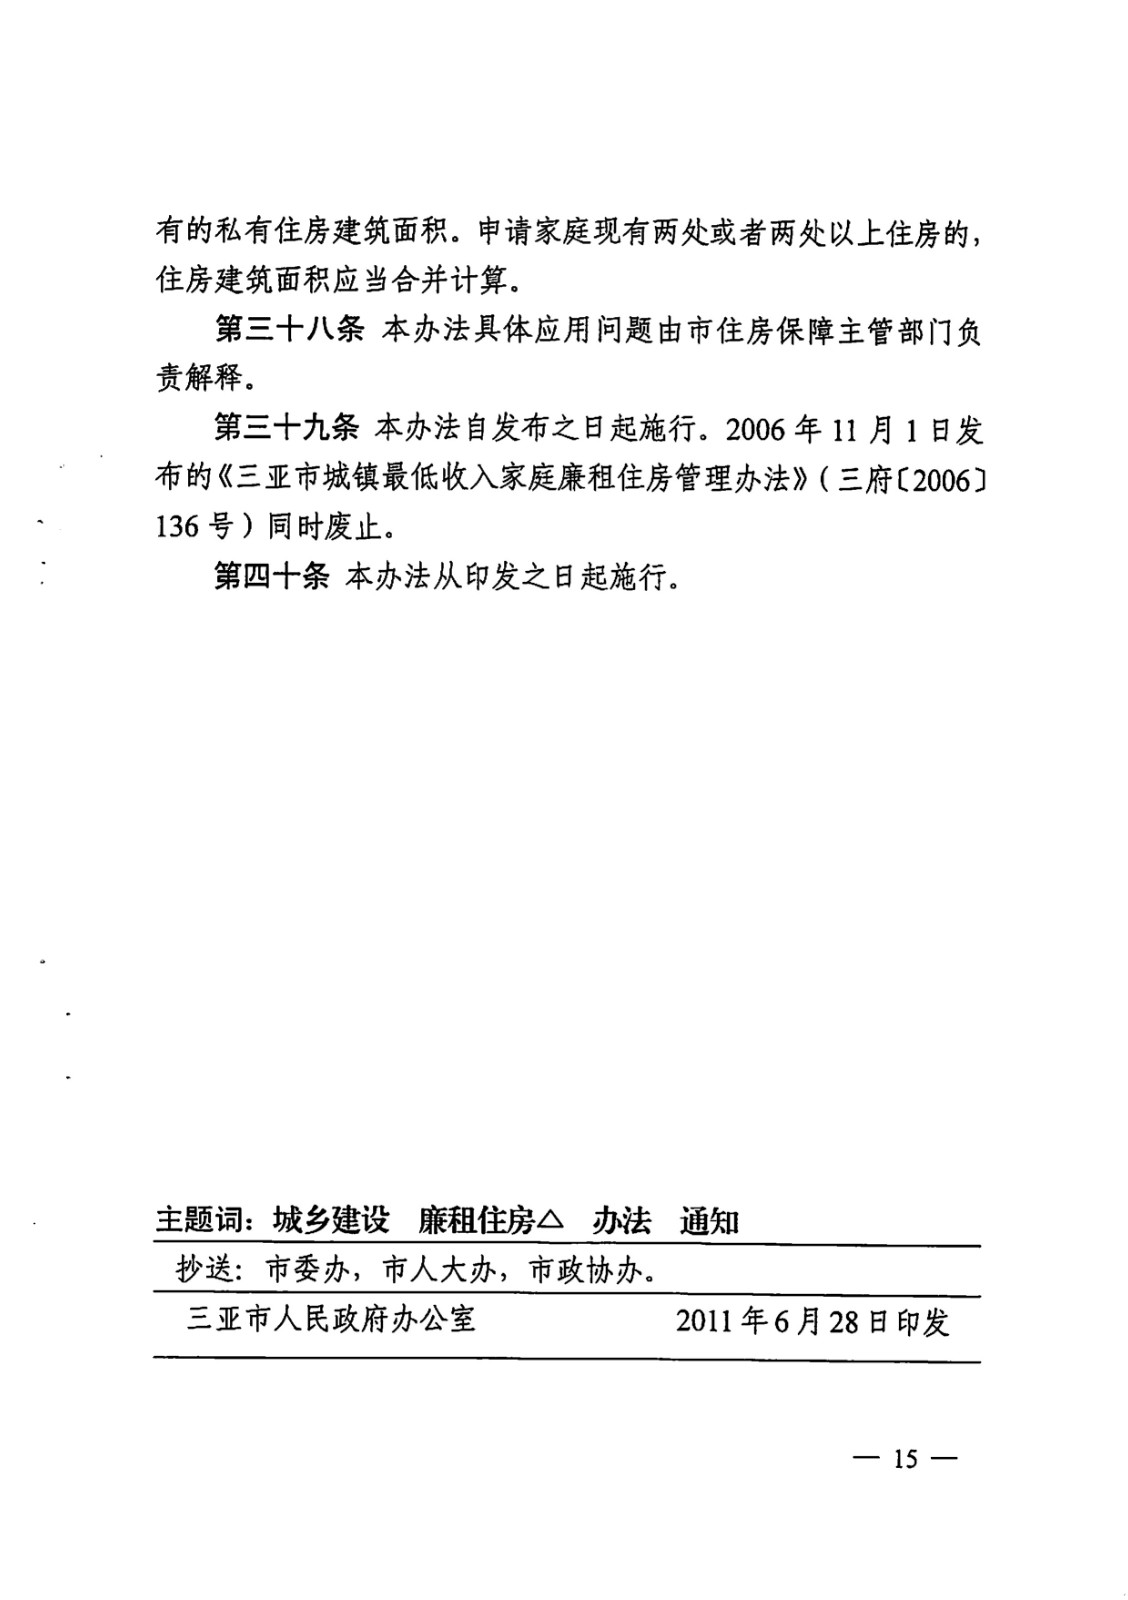 有的私有住房建筑面积。申请家庭现有两处或者两处以上住房的，
住房建筑面积应当合并计算。
第三十八条 本办法具体应用问题由市住房保障主管部门负
责解释。
第三十九条 本办法自发布之日起施行。2006 年 11 月 1 日发
布的《三亚市城镇最低收入家庭廉租住房管理办法》（三府〔2006〕
136 号）同时废止。
第四十条 本办法从印发之日起施行。
主题词：城乡建设 廉租住房△ 办法 通知
抄送：市委办，市人大办，市政协办。
三亚市人民政府办公室 2011 年 6 月 28 日印发
— 15 —